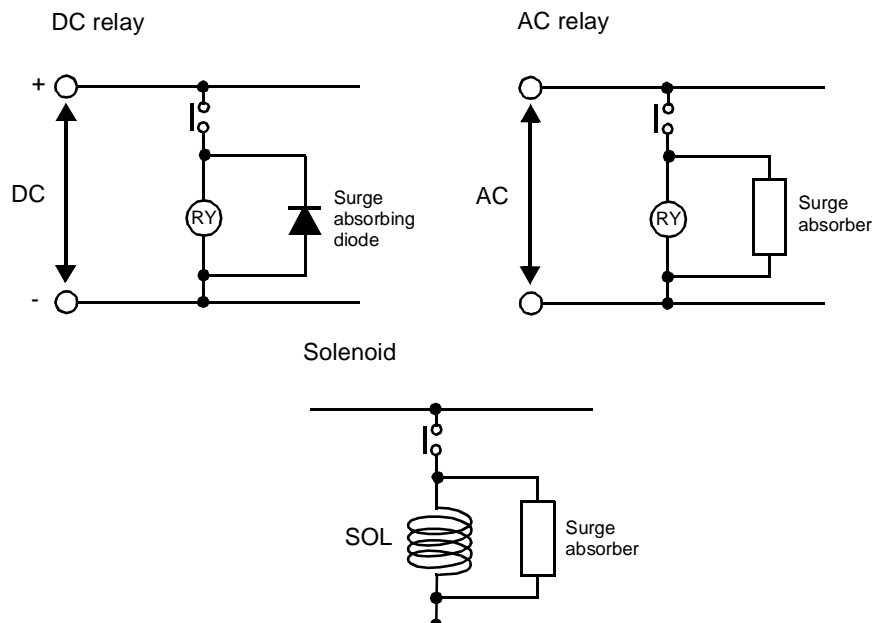 DC relay
+
DC
-
RY
Surge
absorbing
diode
AC relay
AC
RY
Surge
absorber
Solenoid
SOL
Surge
absorber